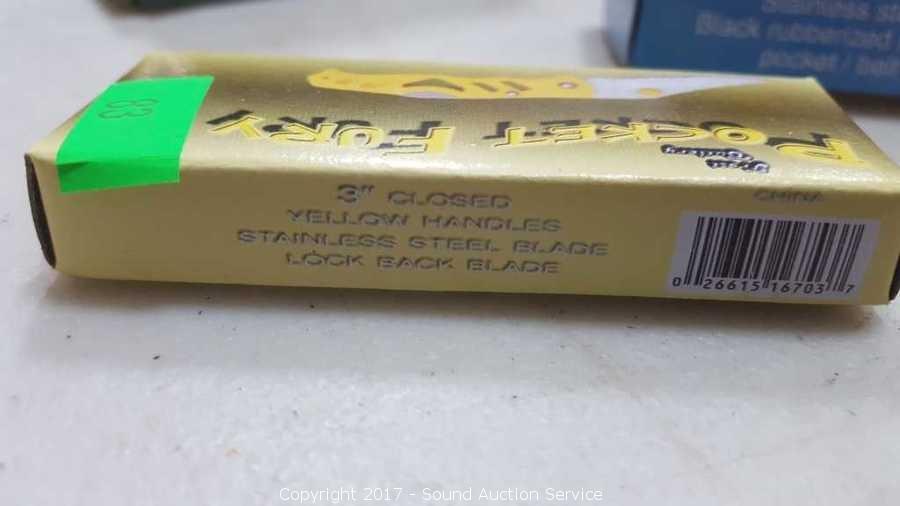 Stainless st
Black rubberized
pocket / belt
83
POCKET FURY
Frost
Cutlery
3" CLOSED
YELLOW HANDLES
STAINLESS STEEL BLADE
LOCK BACK BLADE
CHINA
0 26615 16703 7
Copyright 2017 - Sound Auction Service